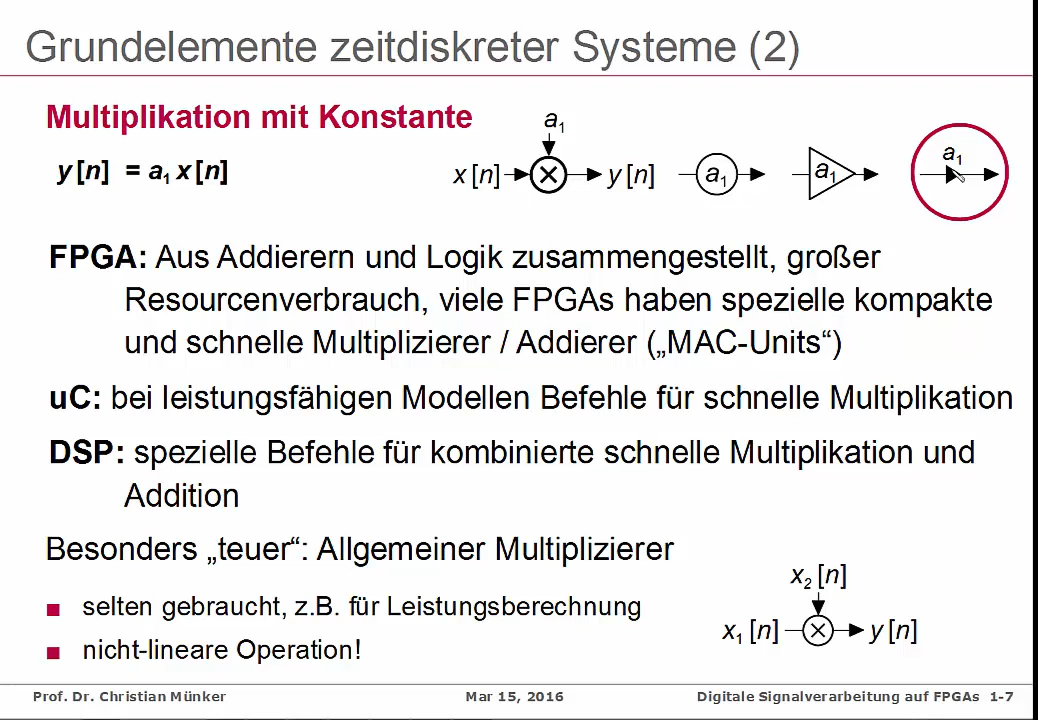 Grundelemente zeitdiskreter Systeme (2)
Multiplikation mit Konstante
a1
y [n] = a1 x [n]
x [n] y [n] a1 a1 a1
FPGA: Aus Addierern und Logik zusammengestellt, großer
Resourcenverbrauch, viele FPGAs haben spezielle kompakte
und schnelle Multiplizierer / Addierer („MAC-Units“)
uC: bei leistungsfähigen Modellen Befehle für schnelle Multiplikation
DSP: spezielle Befehle für kombinierte schnelle Multiplikation und
Addition
Besonders „teuer“: Allgemeiner Multiplizierer
x2 [n]
selten gebraucht, z.B. für Leistungsberechnung
x1 [n] y [n]
nicht-lineare Operation!
Prof. Dr. Christian Münker Mar 15, 2016 Digitale Signalverarbeitung auf FPGAs 1-7